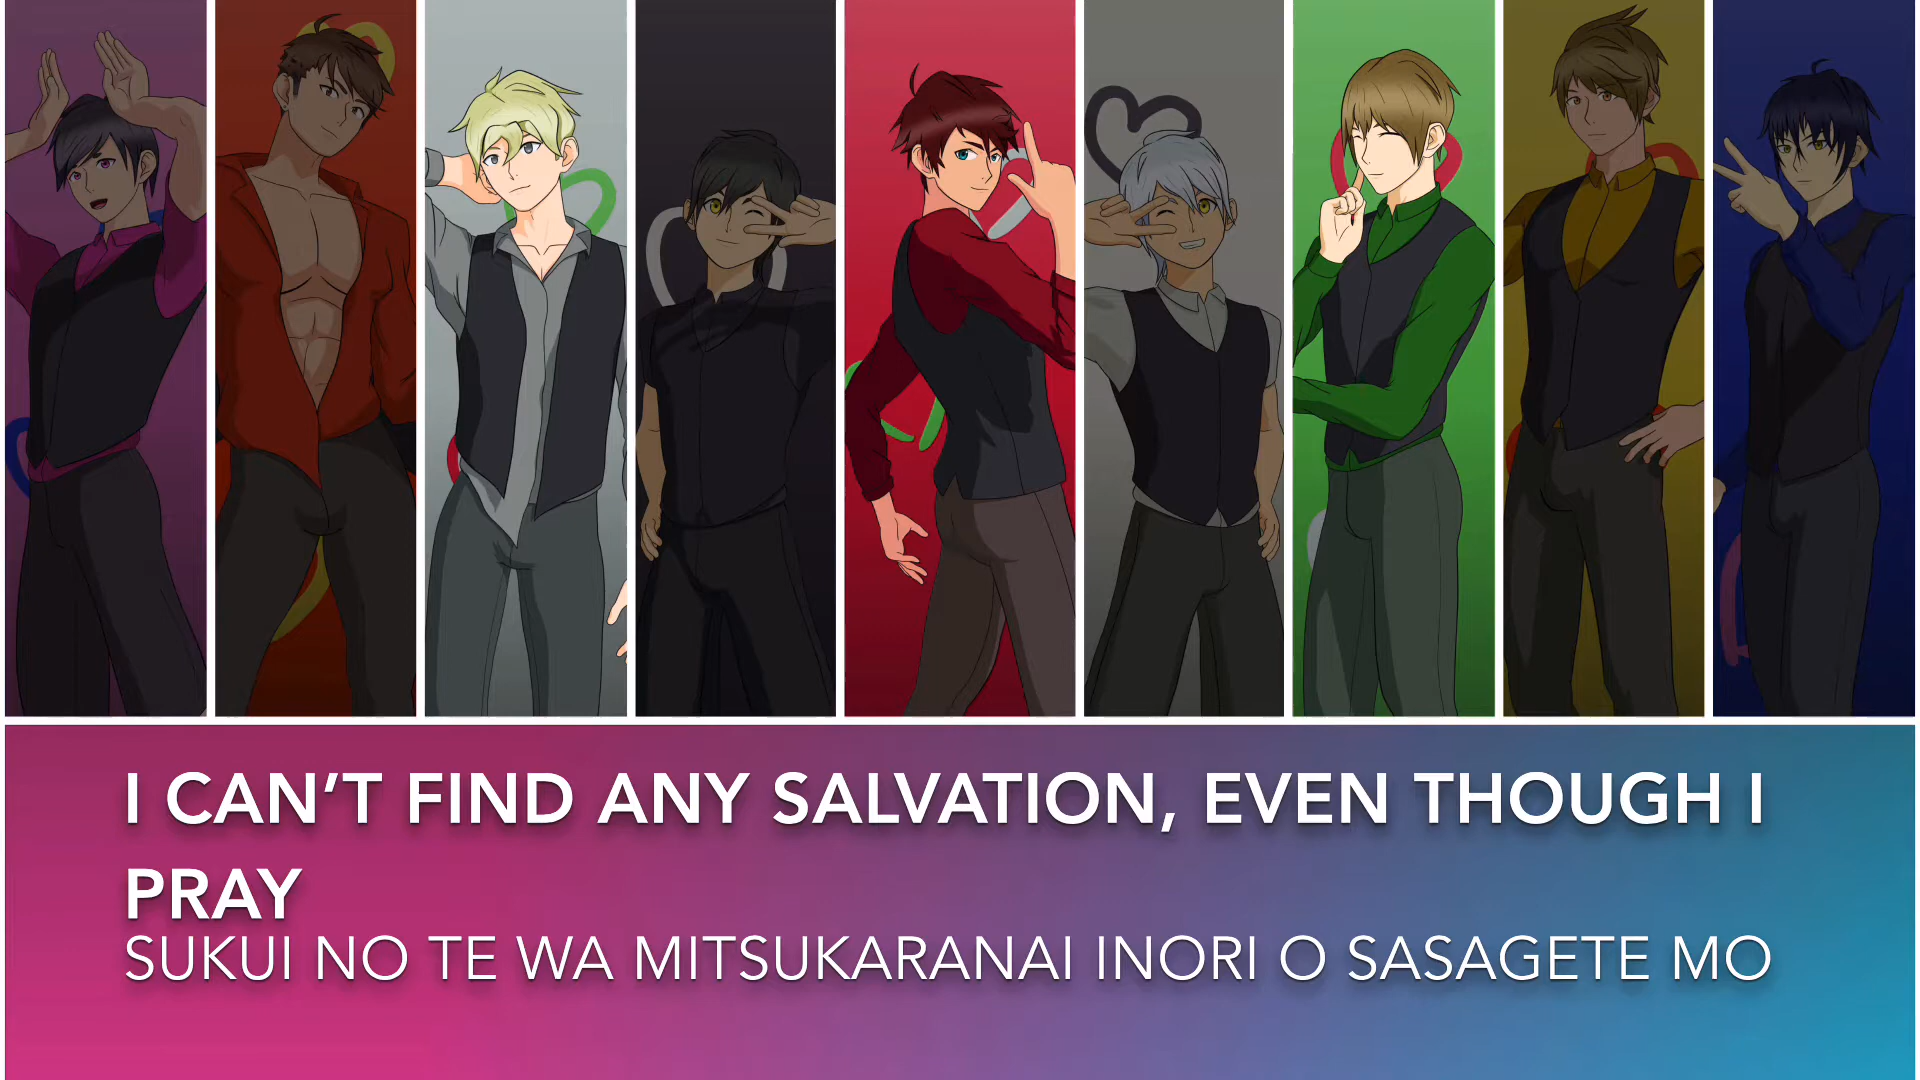 I CAN’T FIND ANY SALVATION, EVEN THOUGH I
PRAY
SUKUI NO TE WA MITSUKARANAI INORI O SASAGETE MO